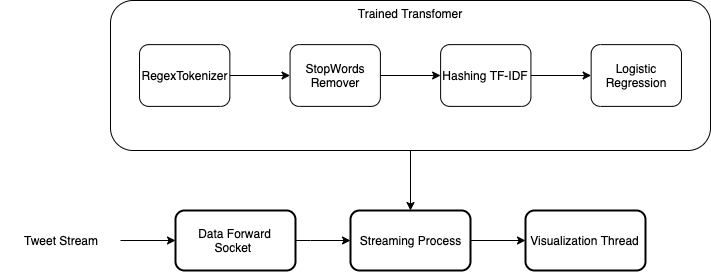 Trained Transfomer
RegexTokenizer
StopWords
Remover
Hashing TF-IDF
Logistic
Regression
Tweet Stream
Data Forward
Socket
Streaming Process
Visualization Thread